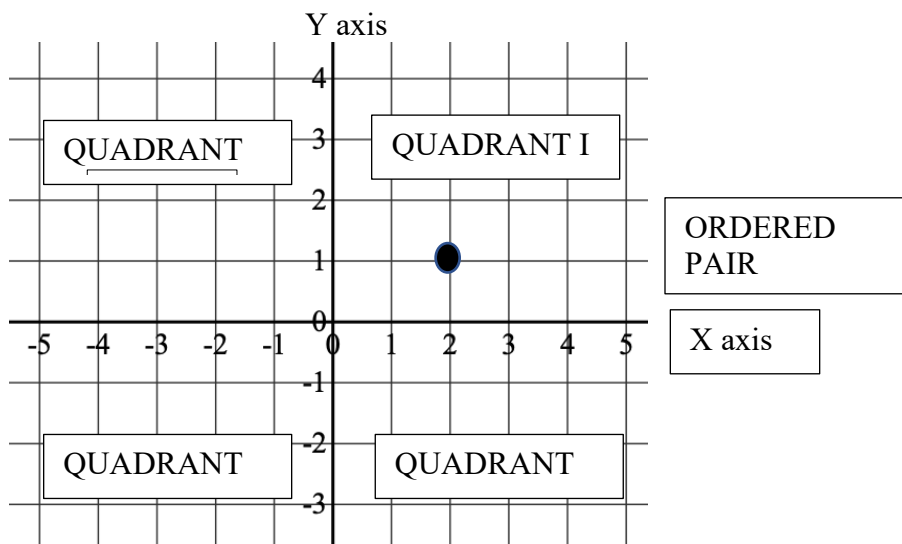 Y axis
4
QUADRANT
3
QUADRANT I
2
ORDERED
PAIR
1
0
-5 -4 -3 -2 -1 0 1 2 3 4 5
X axis
-1
-2
QUADRANT
QUADRANT
-3